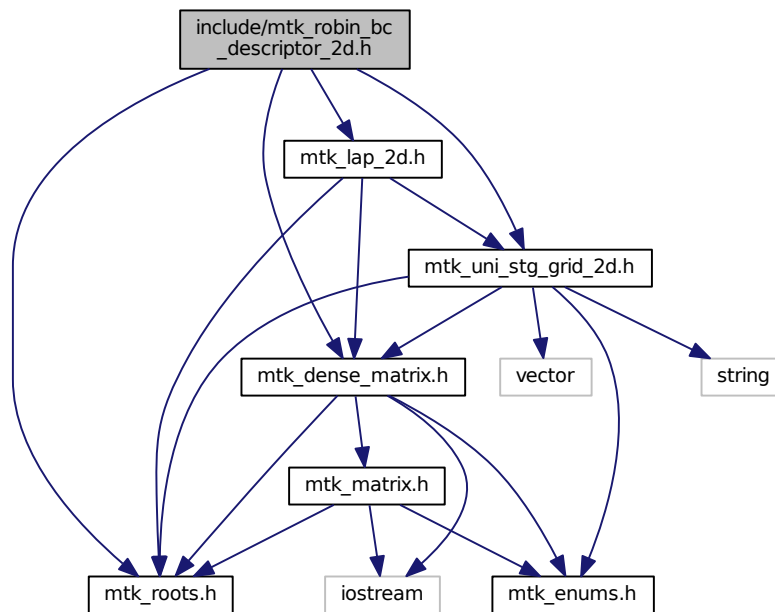 include/mtk_robin_bc
_descriptor_2d.h
mtk_lap_2d.h
mtk_uni_stg_grid_2d.h
mtk_dense_matrix.h
vector
string
mtk_matrix.h
mtk_roots.h
iostream
mtk_enums.h